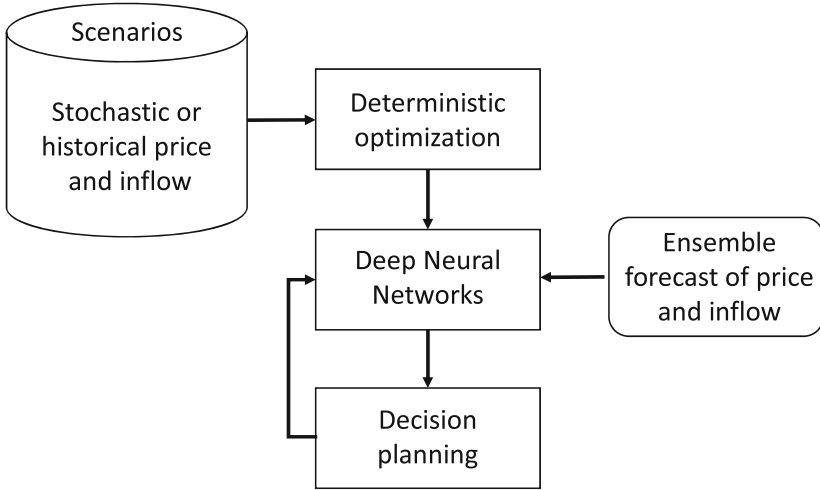 Scenarios
Stochastic or
historical price
and inflow
Deterministic
optimization
Deep Neural
Networks
Ensemble
forecast of price
and inflow
Decision
planning